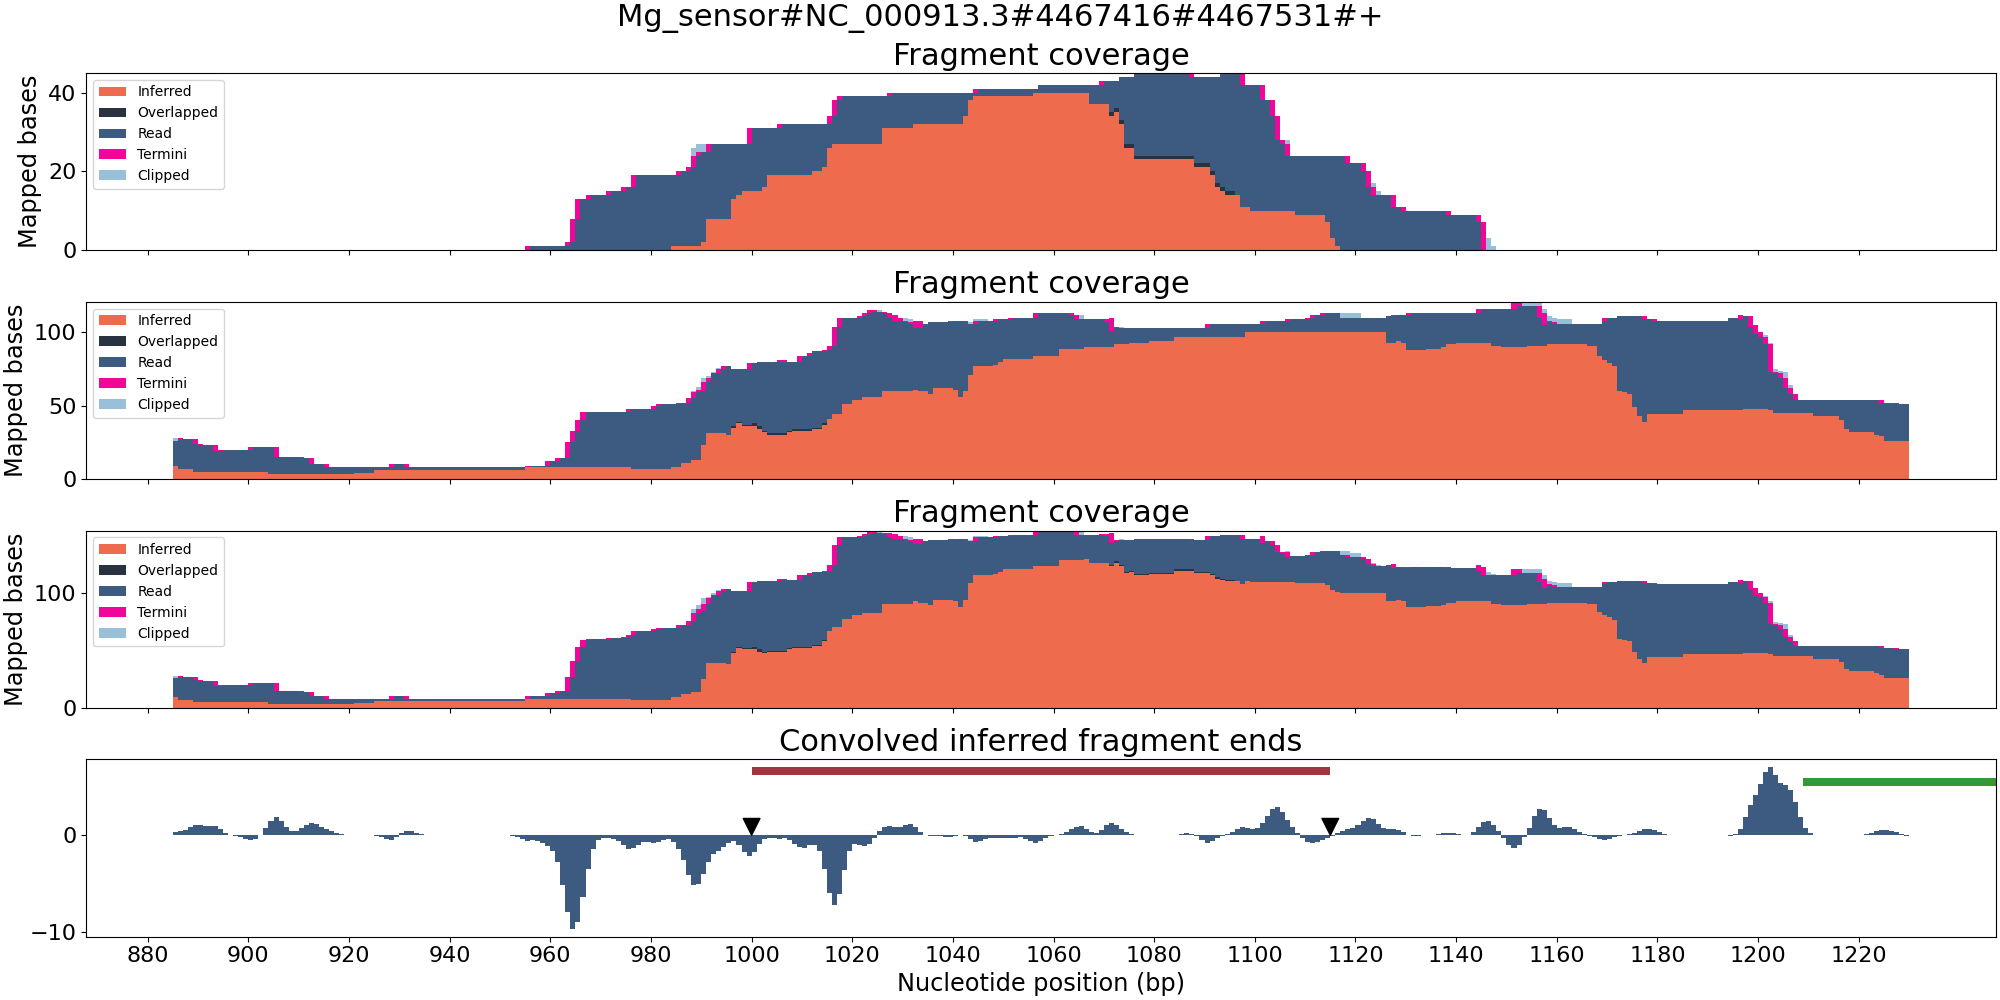 Mg_sensor#NC_000913.3#4467416#4467531#+
Fragment coverage
Mapped bases
40
20
0
Inferred
Overlapped
Read
Termini
Clipped
Fragment coverage
Mapped bases
100
50
0
Inferred
Overlapped
Read
Termini
Clipped
Fragment coverage
Mapped bases
100
0
Inferred
Overlapped
Read
Termini
Clipped
Convolved inferred fragment ends
0
−10
880 900 920 940 960 980 1000 1020 1040 1060 1080 1100 1120 1140 1160 1180 1200 1220
Nucleotide position (bp)